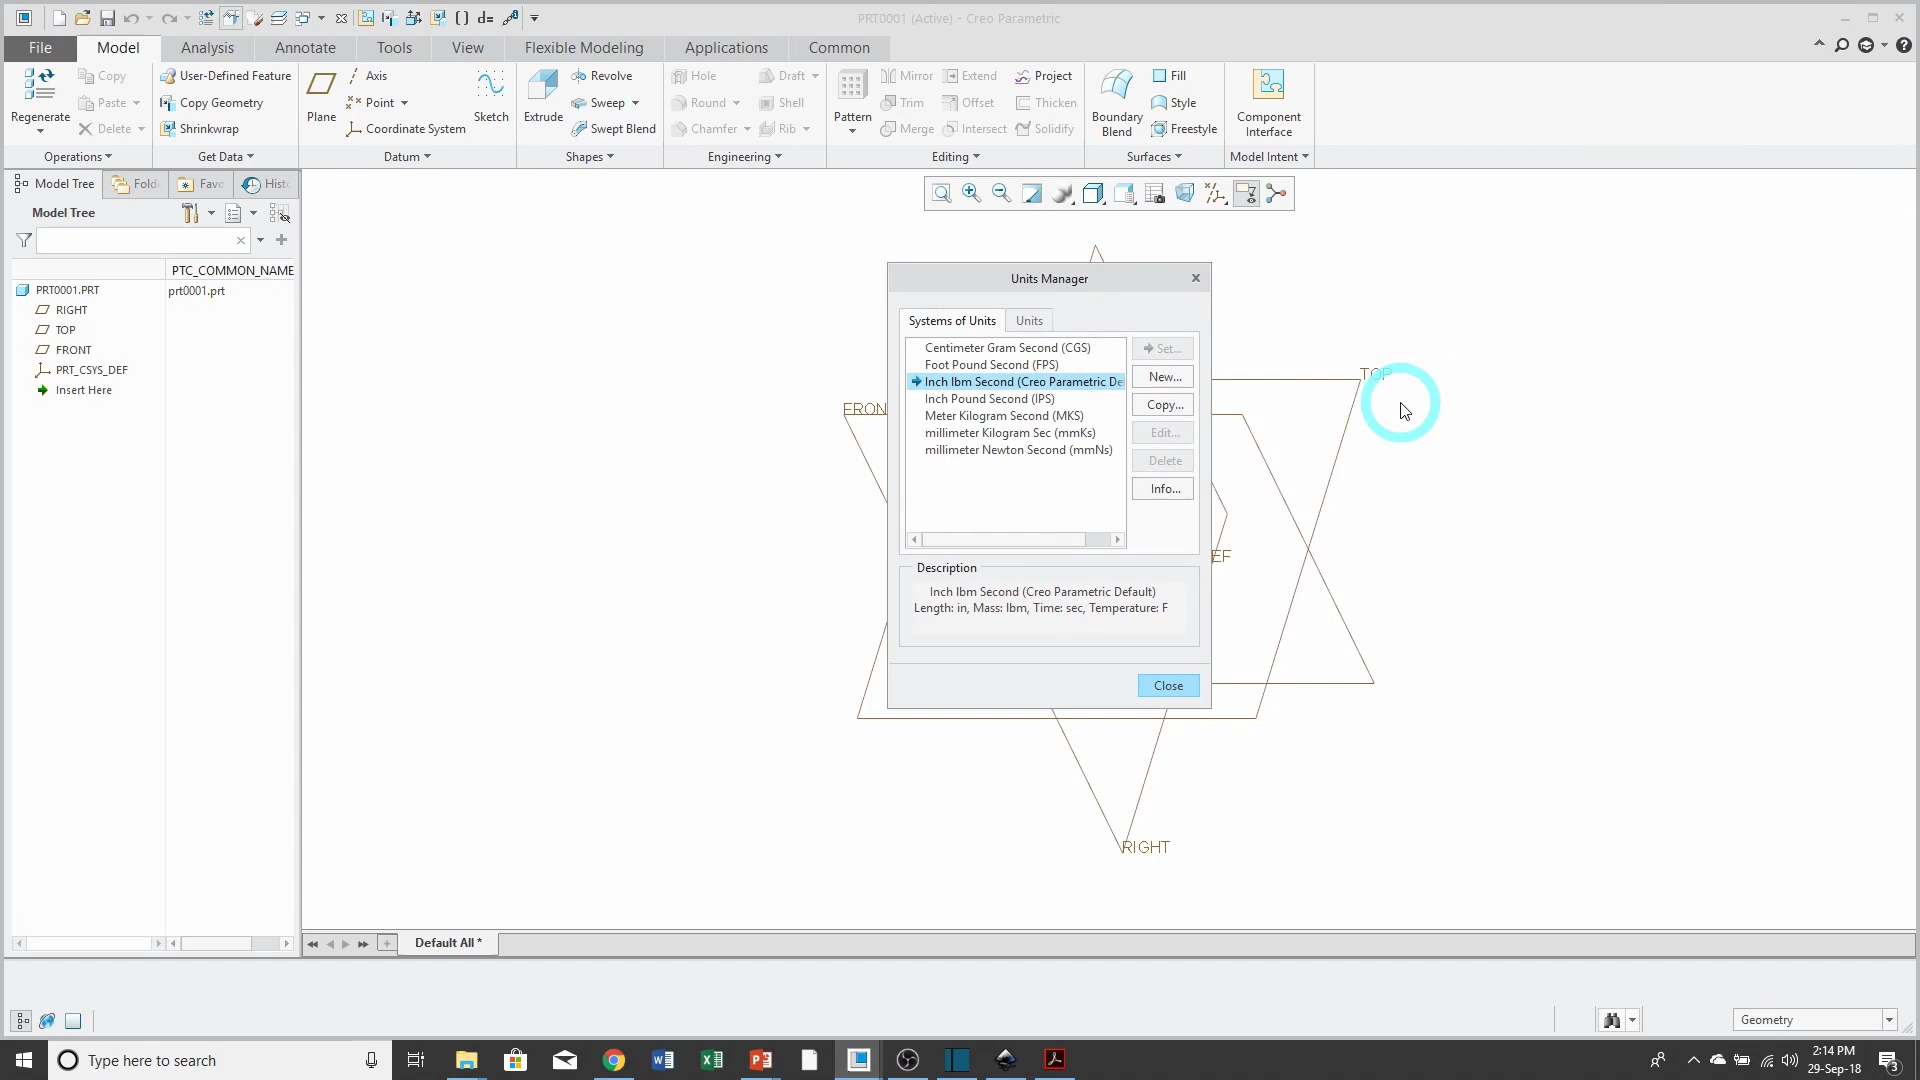 PRT0001 (Active) - Creo Parametric
File
Model
Analysis
Annotate
Tools
View
Flexible Modeling
Applications
Common
Regenerate
Copy
Paste
Delete
Operations
User-Defined Feature
Copy Geometry
Shrinkwrap
Get Data
Plane
Axis
Point
Coordinate System
Sketch
Datum
Extrude
Revolve
Sweep
Swept Blend
Shapes
Hole
Round
Chamfer
Draft
Shell
Rib
Engineering
Pattern
Mirror
Trim
Merge
Extend
Offset
Intersect
Project
Thicken
Solidify
Editing
Boundary
Blend
Fill
Style
Freestyle
Surfaces
Component
Interface
Model Intent
Model Tree
Fold
Favo
Histo
Model Tree
PTC_COMMON_NAME
PRT0001.PRT
prt0001.prt
RIGHT
TOP
FRONT
PRT_CSYS_DEF
Insert Here
Units Manager
Systems of Units
Units
Centimeter Gram Second (CGS)
Foot Pound Second (FPS)
Inch lbm Second (Creo Parametric De
Inch Pound Second (IPS)
Meter Kilogram Second (MKS)
millimeter Kilogram Sec (mmKs)
millimeter Newton Second (mmNs)
Set...
New...
Copy...
Edit...
Delete
Info...
Description
Inch lbm Second (Creo Parametric Default)
Length: in, Mass: lbm, Time: sec, Temperature: F
Close
TOP
FRON
EF
RIGHT
Default All *
Geometry
Type here to search
2:14 PM
29-Sep-18
3